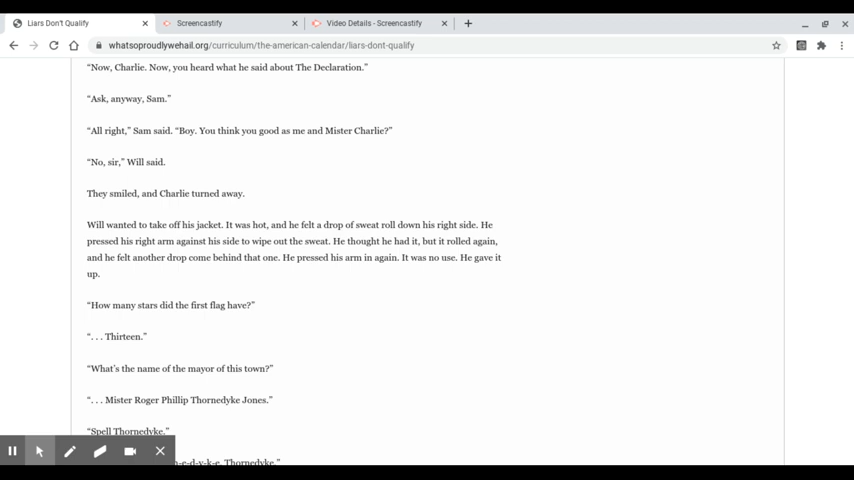 Liars Don't Qualify
Screencastify
Video Details - Screencastify
whatsoproudlywehail.org/curriculum/the-american-calendar/liars-dont-qualify
“Now, Charlie. Now, you heard what he said about The Declaration.”
“Ask, anyway, Sam.”
“All right,” Sam said. “Boy. You think you good as me and Mister Charlie?”
“No, sir,” Will said.
They smiled, and Charlie turned away.
Will wanted to take off his jacket. It was hot, and he felt a drop of sweat roll down his right side. He
pressed his right arm against his side to wipe out the sweat. He thought he had it, but it rolled again,
and he felt another drop come behind that one. He pressed his arm in again. It was no use. He gave it
up.
“How many stars did the first flag have?”
“. . . Thirteen.”
“What’s the name of the mayor of this town?”
“. . . Mister Roger Phillip Thornedyke Jones.”
“Spell Thornedyke.”
n-e-d-y-k-e, Thornedyke.”